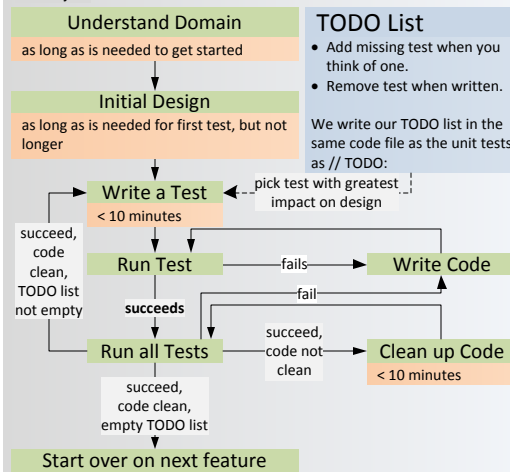 Understand Domain
as long as is needed to get started
Initial Design
as long as is needed for first test, but not
longer
TODO List
• Add missing test when you
think of one.
• Remove test when written.
We write our TODO list in the
same code file as the unit tests
as // TODO:
pick test with greatest
impact on design
Write a Test
< 10 minutes
succeed,
code
clean,
TODO list
not empty
Run Test
fails
Write Code
succeeds
fail
Run all Tests
succeed,
code not
clean
Clean up Code
< 10 minutes
succeed,
code clean,
empty TODO list
Start over on next feature